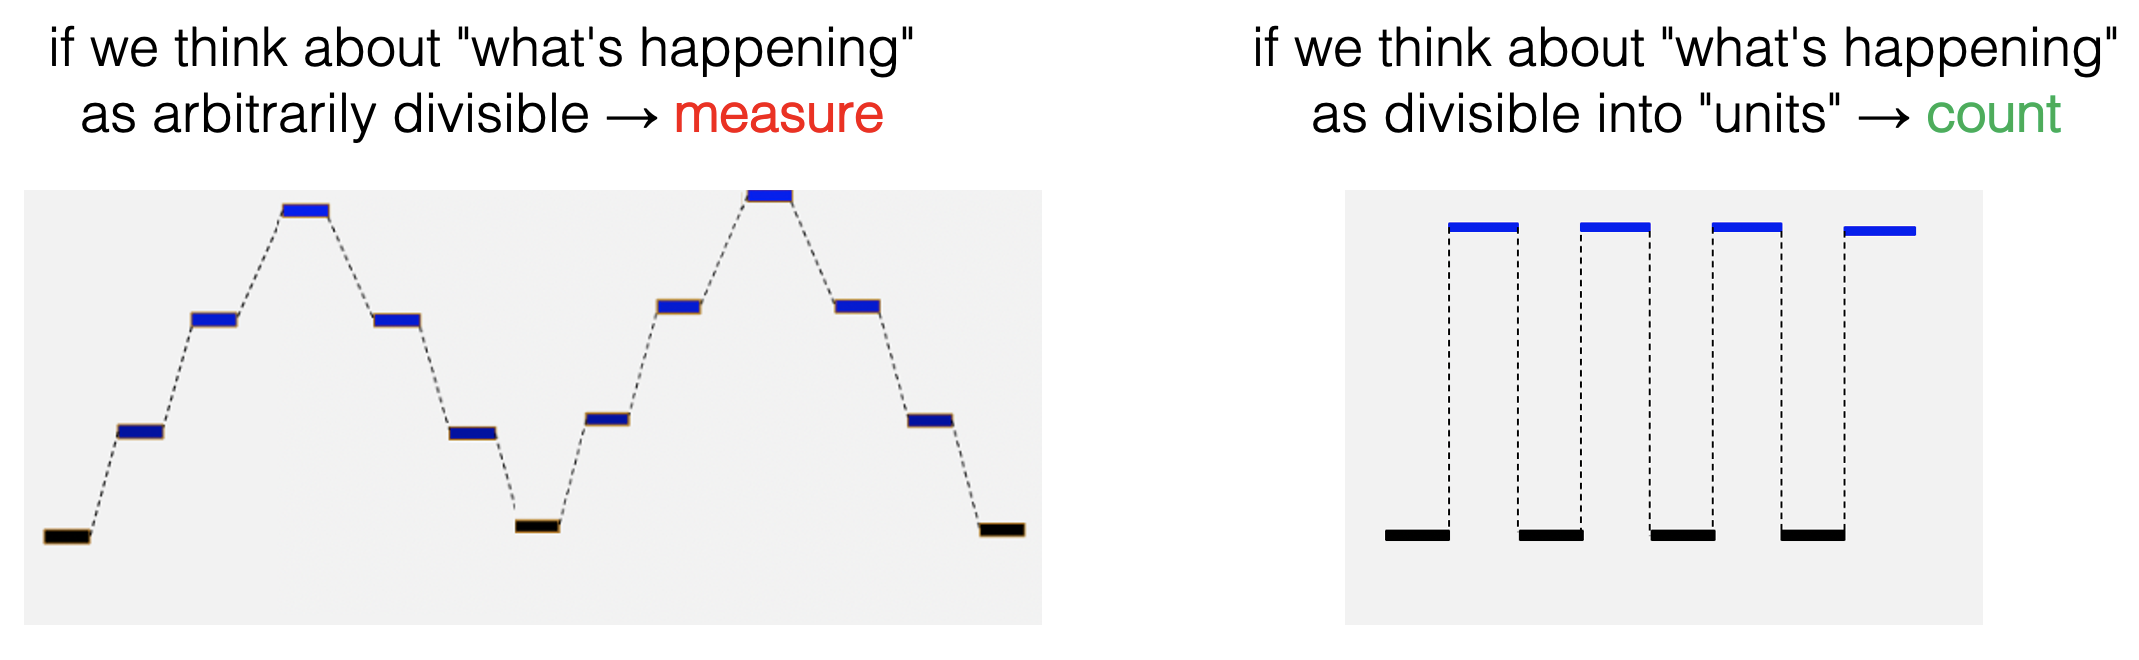 if we think about "what's happening"
as arbitrarily divisible → measure
if we think about "what's happening"
as divisible into "units" → count